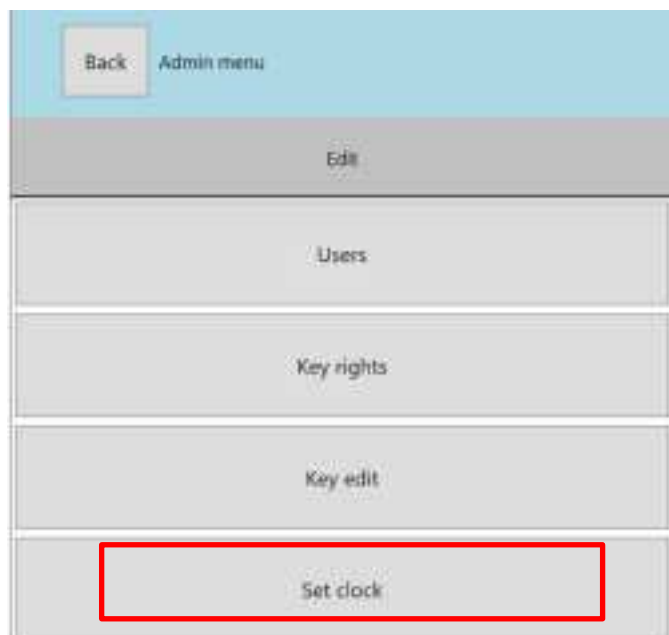 Back Admin menu
Edit
Users
Key rights
Key edit
Set clock